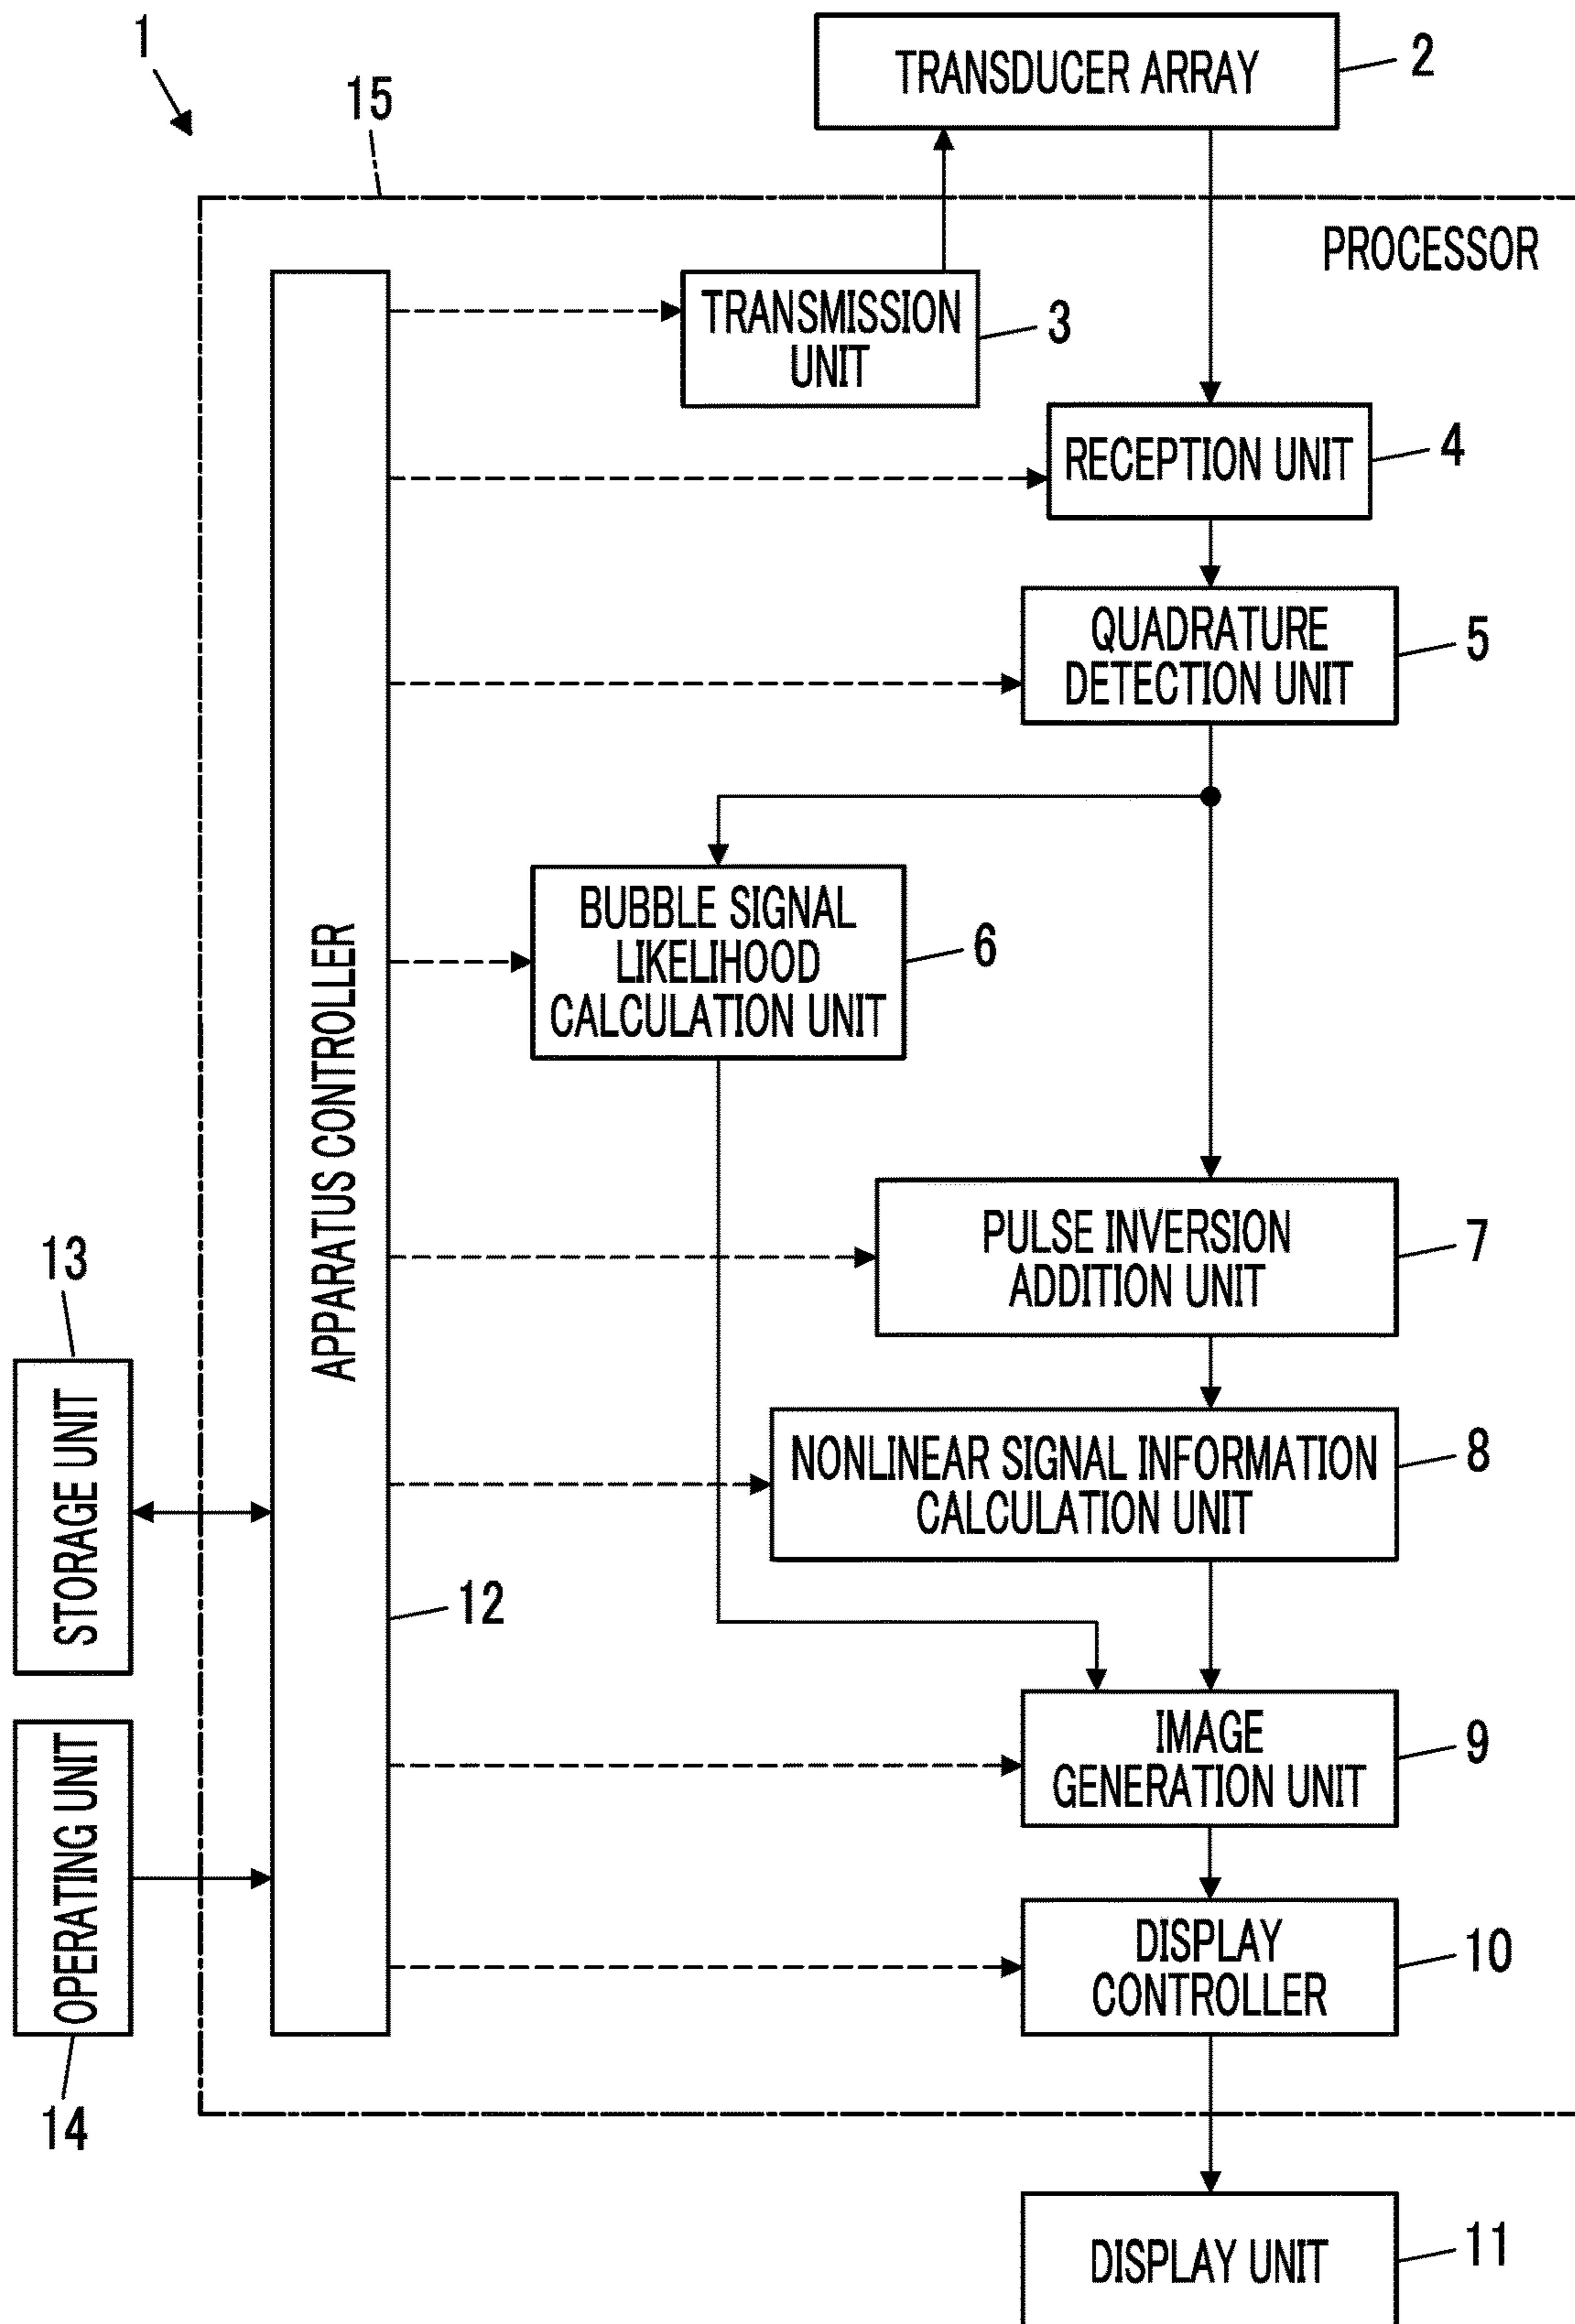 1
15
TRANSDUCER ARRAY
2
PROCESSOR
TRANSMISSION
UNIT
3
RECEPTION UNIT
4
QUADRATURE
DETECTION UNIT
5
BUBBLE SIGNAL
LIKELIHOOD
CALCULATION UNIT
6
APPARATUS CONTROLLER
12
PULSE INVERSION
ADDITION UNIT
7
13
STORAGE UNIT
NONLINEAR SIGNAL INFORMATION
CALCULATION UNIT
8
IMAGE
GENERATION UNIT
9
OPERATING UNIT
14
DISPLAY
CONTROLLER
10
DISPLAY UNIT
11